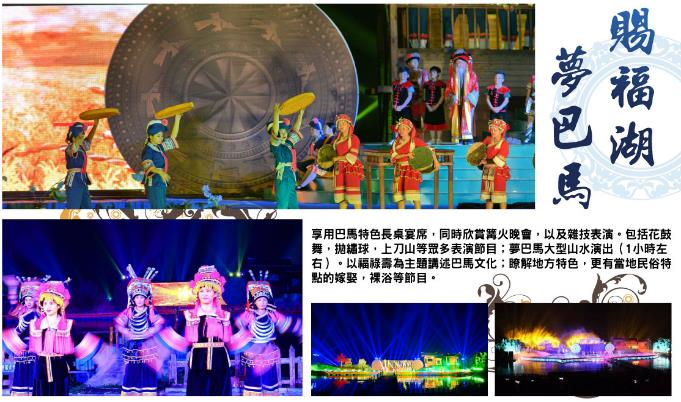 賜福湖
夢巴馬
享用巴馬特色長桌宴席，同時欣賞篝火晚會，以及雜技表演。包括花鼓
舞，拋繡球，上刀山等眾多表演節目；夢巴馬大型山水演出（1小時左
右）。以福祿壽為主題講述巴馬文化；瞭解地方特色，更有當地民俗特
點的嫁娶，裸浴等節目。